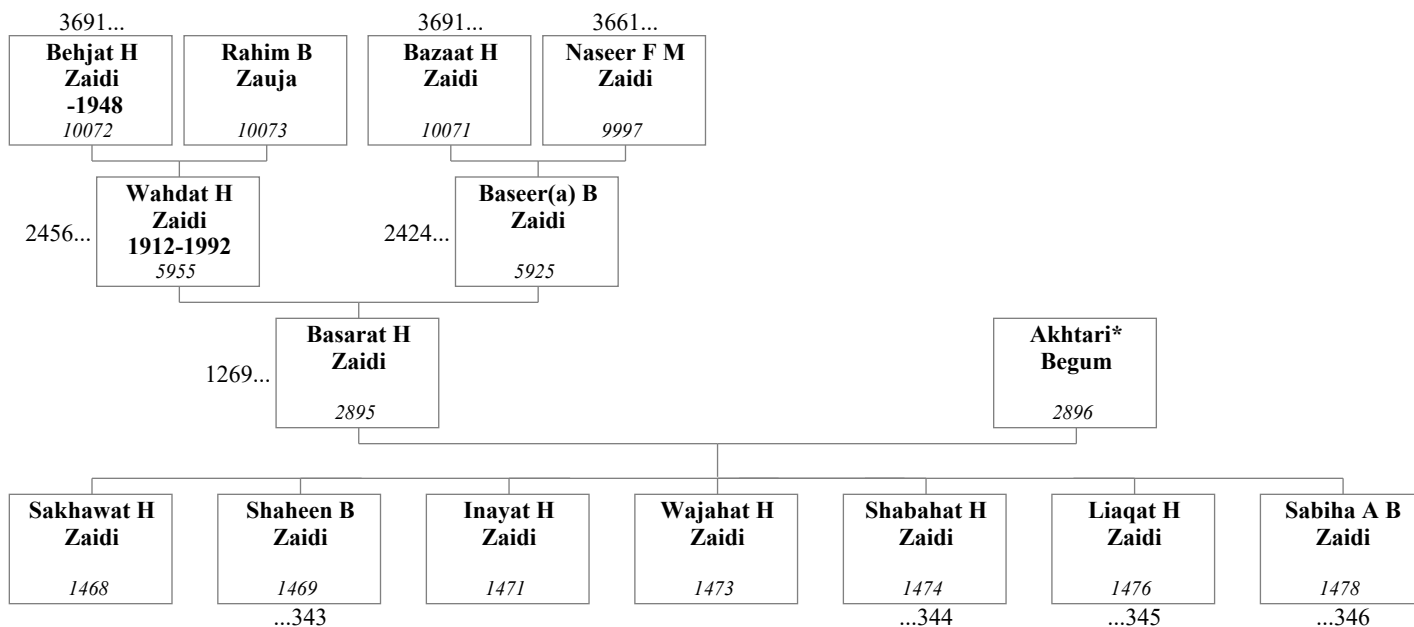 3691...
Behjat H
Zaidi
-1948
10072
Rahim B
Zauja
10073
3691...
Bazaat H
Zaidi
10071
3661...
Naseer F M
Zaidi
9997
2456...
Wahdat H
Zaidi
1912-1992
5955
2424...
Baseer(a) B
Zaidi
5925
1269...
Basarat H
Zaidi
2895
Akhtari*
Begum
2896
Sakhawat H
Zaidi
1468
Shaheen B
Zaidi
1469
...343
Inayat H
Zaidi
1471
Wajahat H
Zaidi
1473
Shabahat H
Zaidi
1474
...344
Liaqat H
Zaidi
1476
...345
Sabiha A B
Zaidi
1478
...346